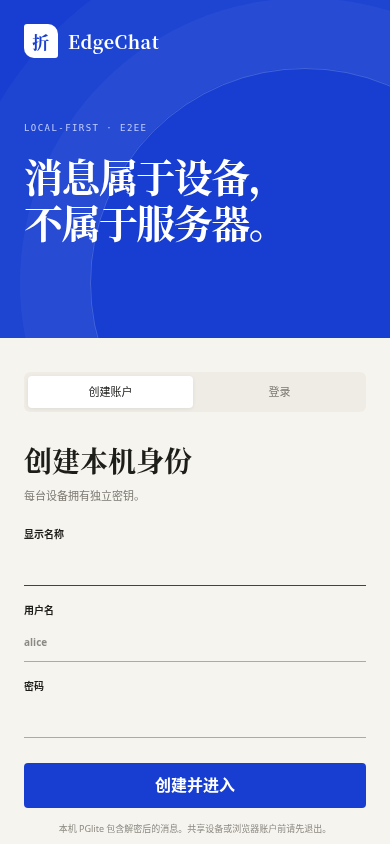 折 EdgeChat
LOCAL-FIRST · E2EE
消息属于设备，
不属于服务器。
创建账户 登录
创建本机身份
每台设备拥有独立密钥。
显示名称
用户名
alice
密码
创建并进入
本机 PGlite 包含解密后的消息。共享设备或浏览器账户前请先退出。